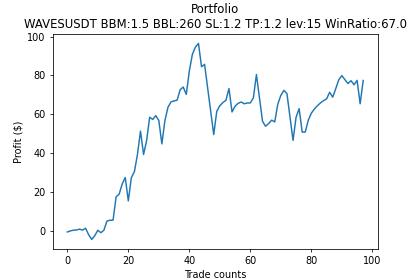 Portfolio
WAVESUSDT BBM:1.5 BBL:260 SL:1.2 TP:1.2 lev:15 WinRatio:67.0
100
80
60
40
20
0
Profit ($)
0 20 40 60 80 100
Trade counts